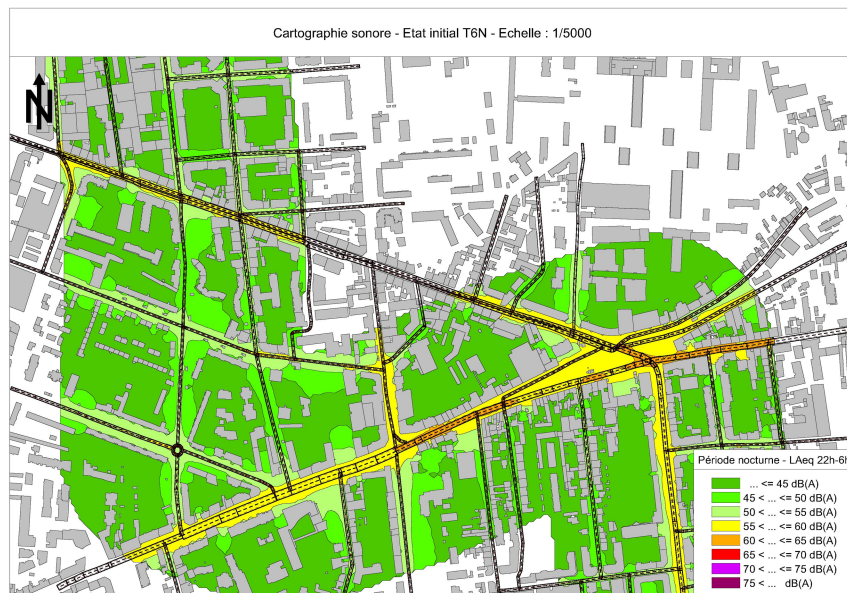 Cartographie sonore - Etat initial T6N - Echelle : 1/5000
N
Période nocturne - LAeq 22h-6h
... <= 45 dB(A)
45 < ... <= 50 dB(A)
50 < ... <= 55 dB(A)
55 < ... <= 60 dB(A)
60 < ... <= 65 dB(A)
65 < ... <= 70 dB(A)
70 < ... <= 75 dB(A)
75 < ... dB(A)